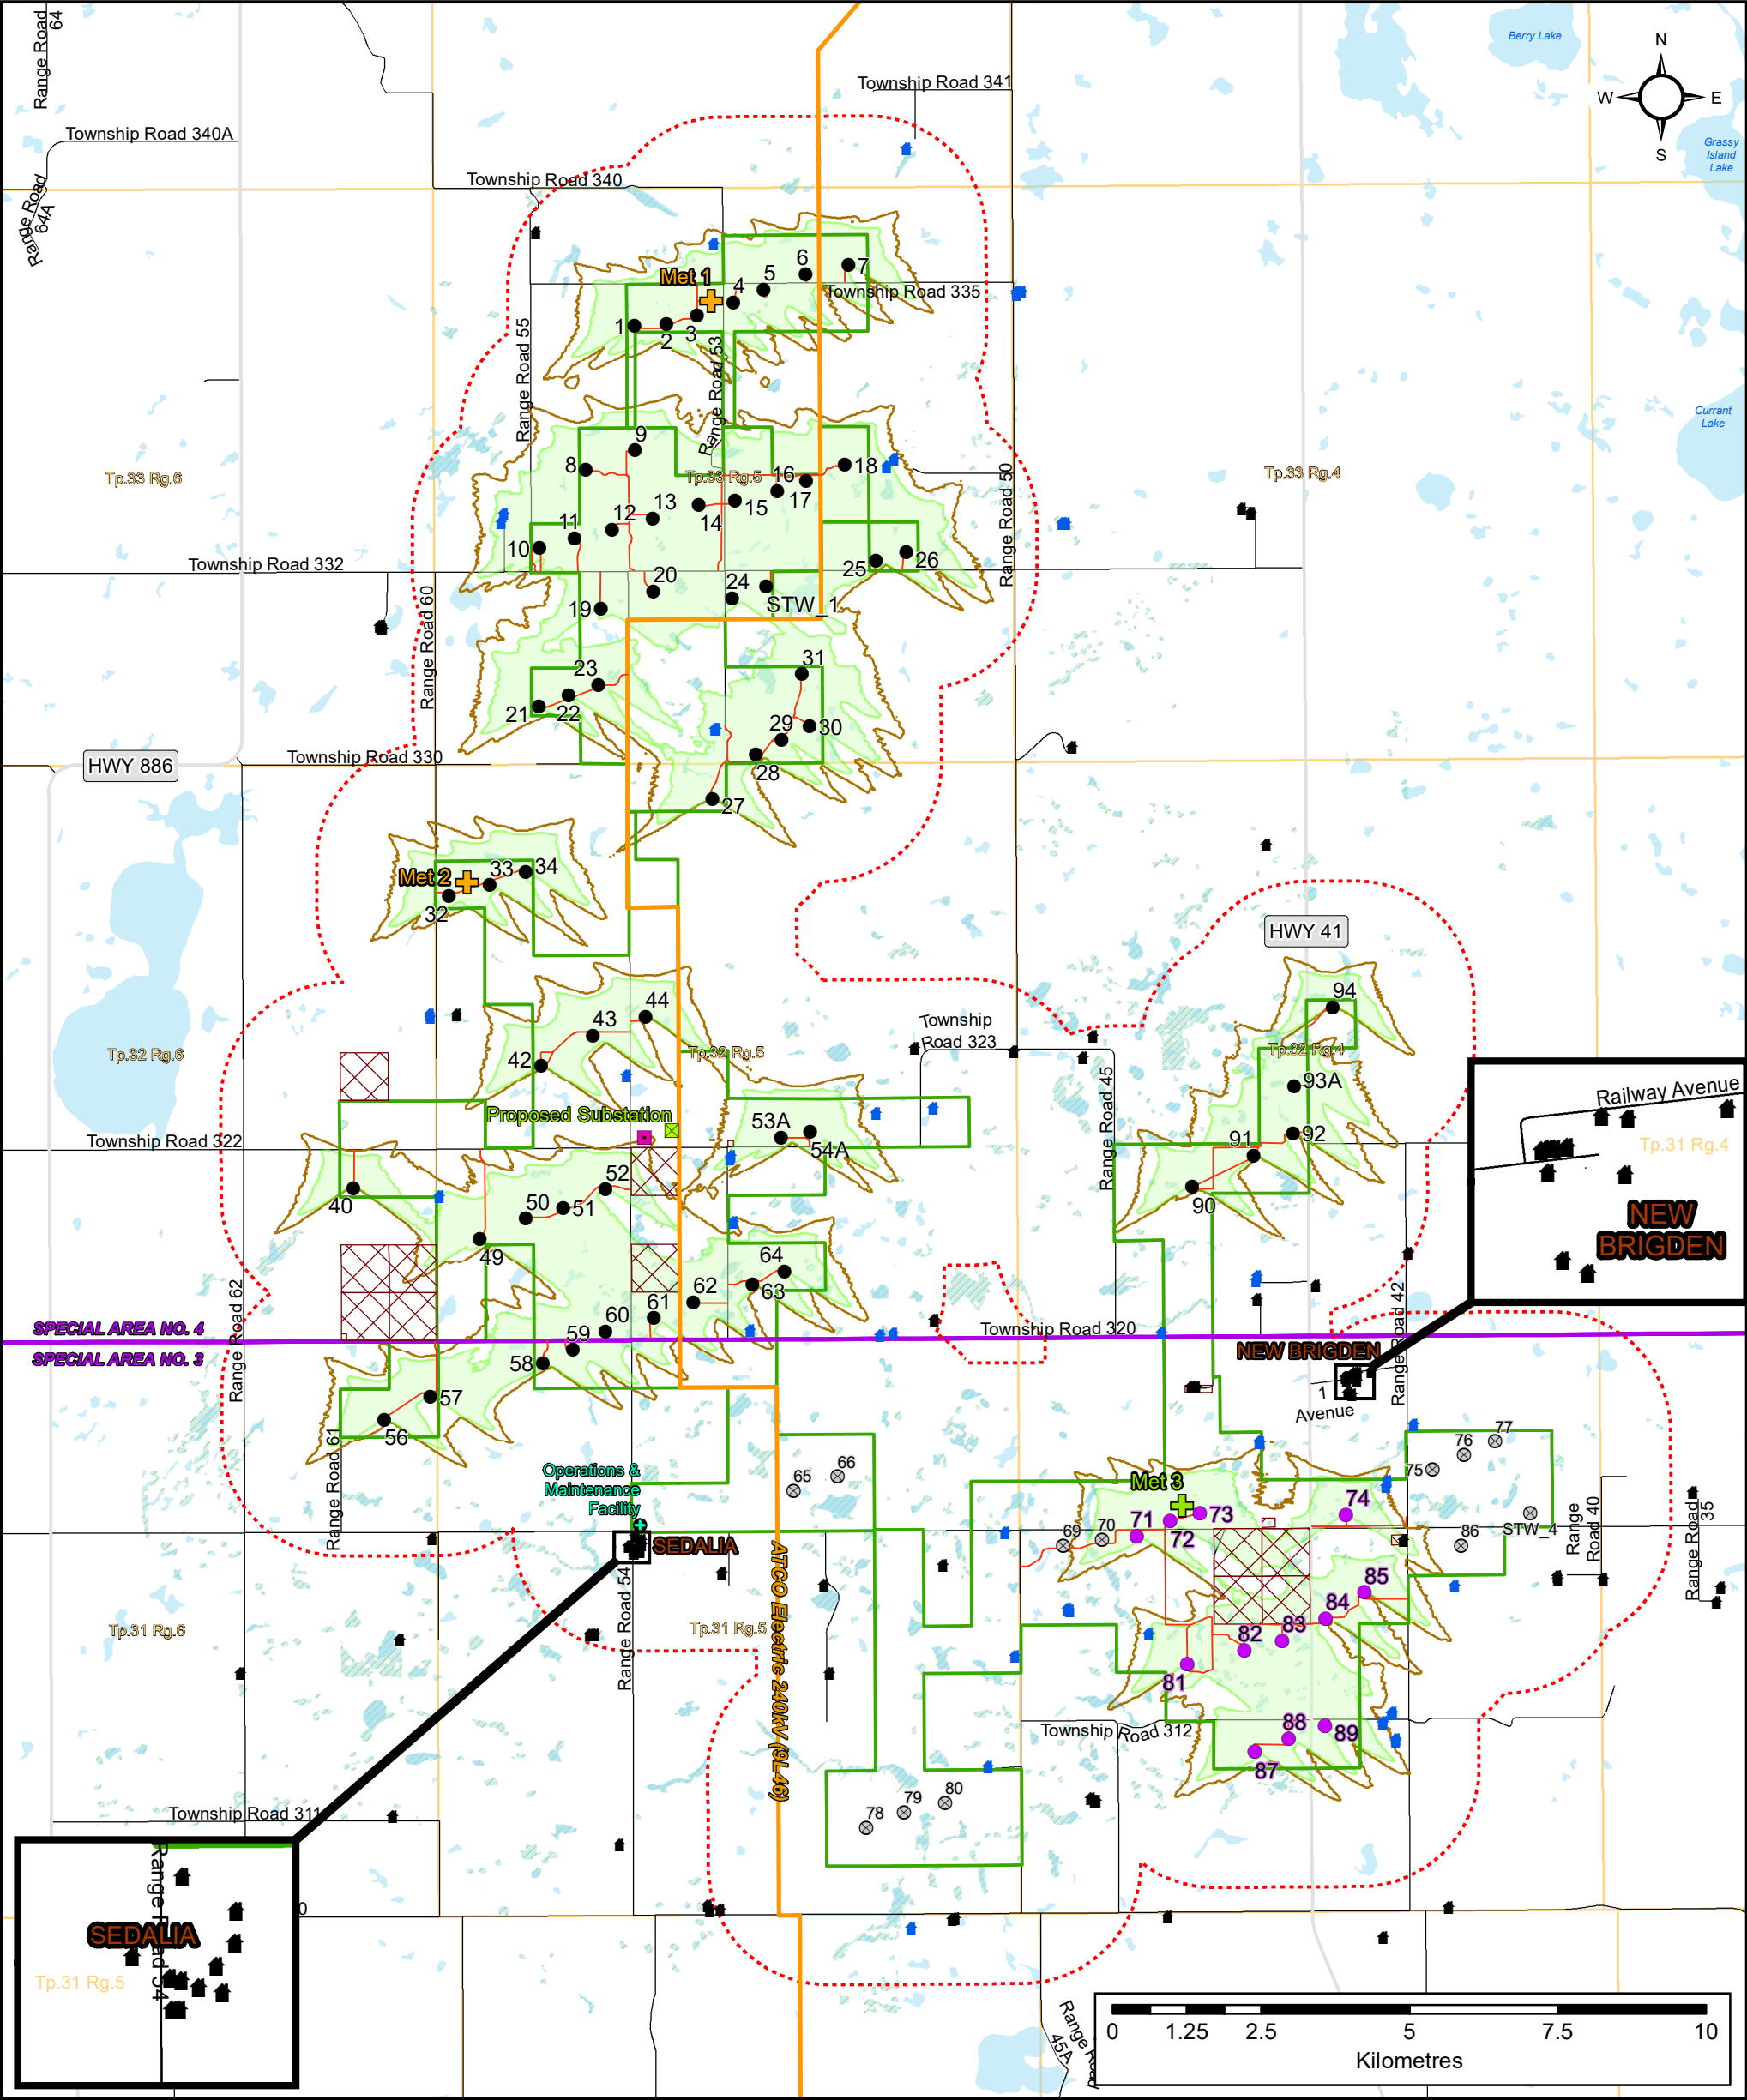 Range Road
64
Berry Lake
N
Township Road 341
W
E
Township Road 340A
S
Grassy
Island
Lake
Township Road 340
Range Road
64A
6
7
Met 1
5
4
Township Road 335
1
2
3
Range Road 55
Range Road 53
Currant
Lake
9
8
18
Tp.33 Rg.6
Tp.33 Rg.5
16
Tp.33 Rg.4
17
13
15
12
14
11
Range Road 50
10
Township Road 332
26
25
20
24
STW_1
19
Range Road 60
31
23
21
22
29
30
HWY 886
Township Road 330
28
27
33
34
Met 2
32
HWY 41
94
44
43
Township
Road 323
Tp.32 Rg.6
42
Tp.32 Rg.5
Tp.32 Rg.4
Range Road 45
93A
Railway Avenue
Proposed Substation
53A
Township Road 322
54A
91
92
Tp.31 Rg.4
52
50
51
40
90
NEW
BRIGDEN
49
64
62
63
Range Road 62
60
61
Range Road 42
SPECIAL AREA NO. 4
Township Road 320
SPECIAL AREA NO. 3
59
58
NEW BRIGDEN
57
1
Avenue
56
Range Road 61
77
76
75
66
65
Operations &
Maintenance
Facility
Met 3
74
73
71
72
70
69
STW_4
86
Range
Road 40
Range Road
35
SEDALIA
ATCO Electric 240kV (9L46)
Range Road 54
85
84
83
82
81
Tp.31 Rg.6
Tp.31 Rg.5
Township Road 312
88
89
87
80
79
78
Township Road 311
Range Road 54
0
SEDALIA
Tp.31 Rg.5
45A
0
1.25
2.5
5
7.5
10
Kilometres